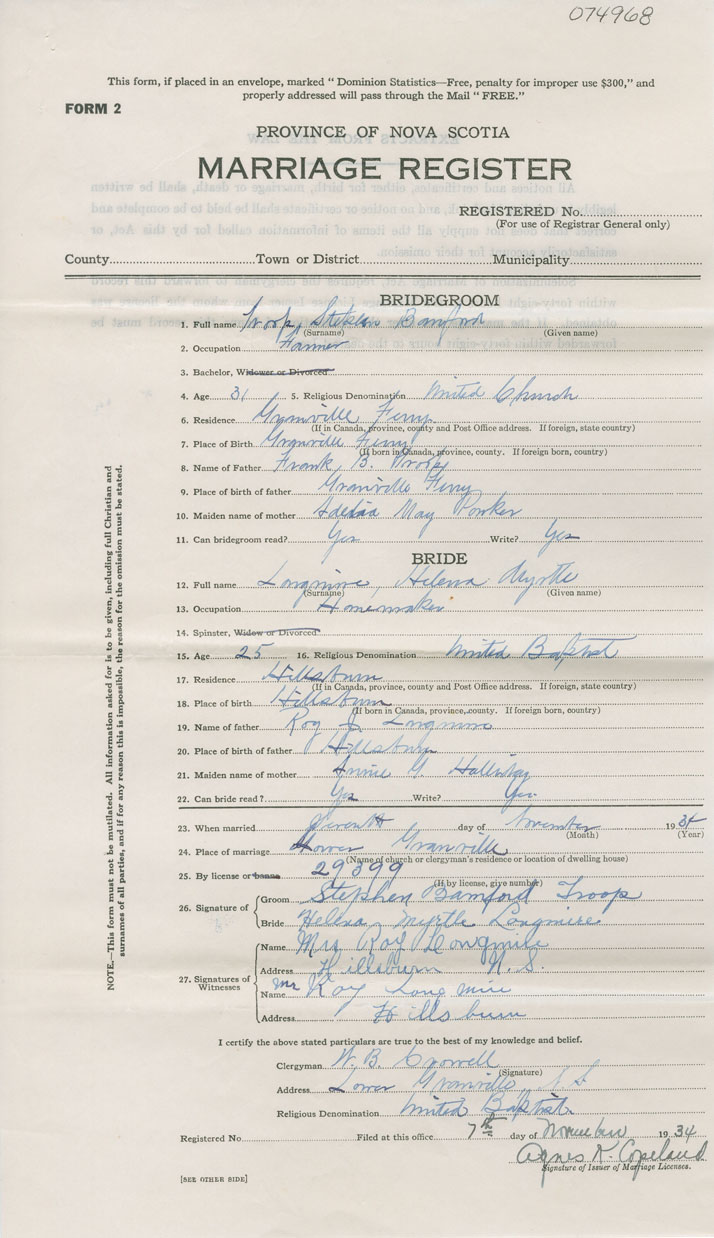 074968
This form, if placed in an envelope, marked "Dominion Statistics—Free, penalty for improper use $300," and
properly addressed will pass through the Mail "FREE."
FORM 2
PROVINCE OF NOVA SCOTIA
MARRIAGE REGISTER
REGISTERED No.
(For use of Registrar General only)
County Town or District Municipality
BRIDEGROOM
1. Full name Troop, Stephen Bamford
(Surname) (Given name)
2. Occupation Farmer
3. Bachelor, Widower or Divorced
4. Age 31 5. Religious Denomination United Church
6. Residence Granville Ferry
(If in Canada, province, county and Post Office address. If foreign, state country)
7. Place of Birth Granville Ferry
(If born in Canada, province, county. If foreign born, country)
8. Name of Father Frank B. Troop
9. Place of birth of father Granville Ferry
10. Maiden name of mother May
11. Can bridegroom read? Yes Write? Yes
BRIDE
12. Full name Longmire, Helena Myrtle
(Surname) (Given name)
13. Occupation Homemaker
14. Spinster, Widow or Divorced
15. Age 25 16. Religious Denomination United Baptist
17. Residence Hillsburn
(If in Canada, province, county and Post Office address. If foreign, state country)
18. Place of birth Hillsburn
(If born in Canada, province, county. If foreign born, country)
19. Name of father Roy J. Longmire
20. Place of birth of father Hillsburn
21. Maiden name of mother Annie G. Halliday
22. Can bride read? Yes Write? Yes
23. When married Seventh day of November 1934
(Month) (Year)
24. Place of marriage Lower Granville
(Name of church or clergyman's residence or location of dwelling house)
25. By license or banns 29399
(If by license, give number)
26. Signature of
Groom Stephen Bamford Troop
Bride Helena Myrtle Longmire
27. Signatures of Witnesses
Name Mrs Roy Longmire
Address Hillsburn N. S.
Name Mr Roy Longmire
Address Hillsburn
I certify the above stated particulars are true to the best of my knowledge and belief.
Clergyman W. B. Crowell
(Signature)
Address Lower Granville, N S
Religious Denomination United Baptist
Registered No. Filed at this office 7th day of November 1934
Agnes K. Copeland
Signature of Issuer of Marriage Licenses.
[SEE OTHER SIDE]
NOTE.—This form must not be mutilated. All information asked for is to be given, including full Christian and
surnames of all parties, and if for any reason this is impossible, the reason for the omission must be stated.